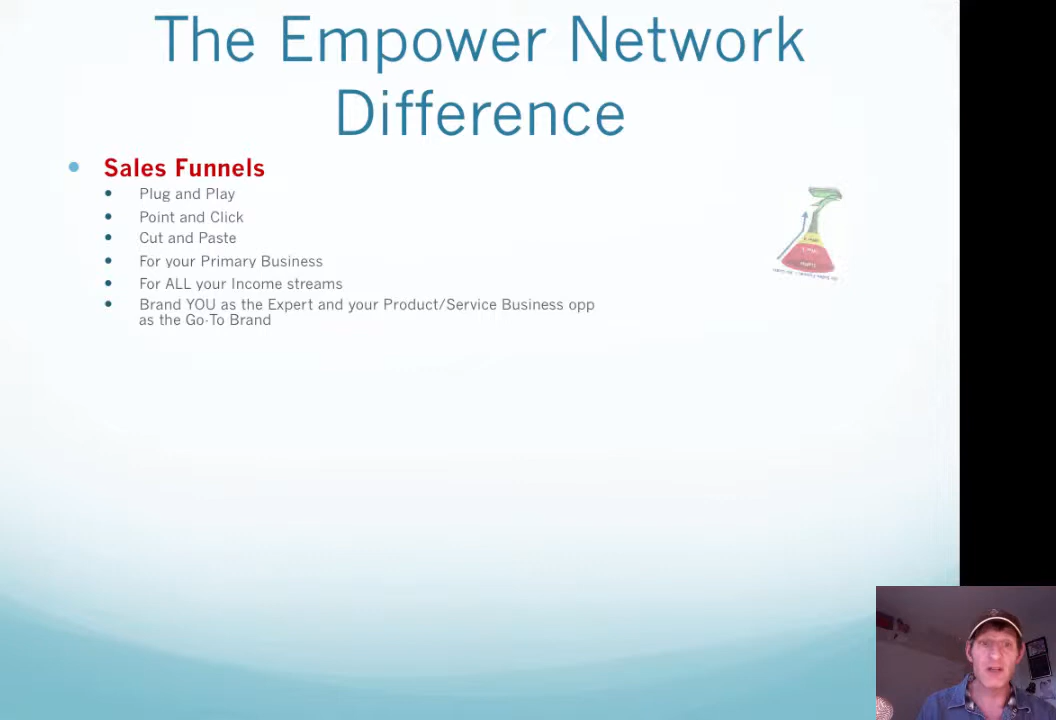 The Empower Network
Difference
Sales Funnels
Plug and Play
Point and Click
Cut and Paste
For your Primary Business
For ALL your Income streams
Brand YOU as the Expert and your Product/Service Business opp
as the Go-To Brand